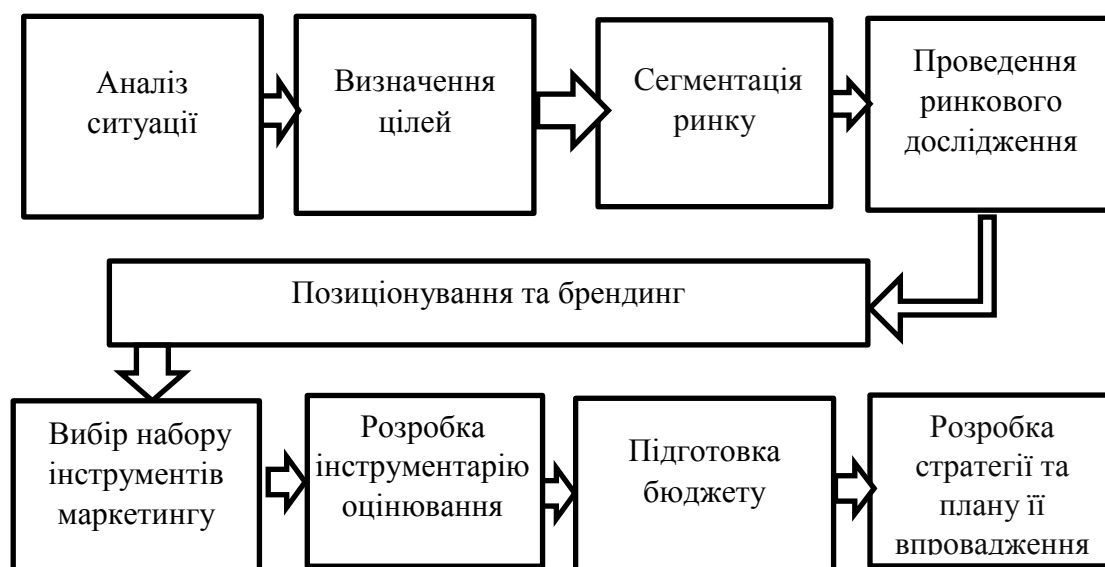 Аналіз
ситуації
Визначення
цілей
Сегментація
ринку
Проведення
ринкового
дослідження
Позиціонування та брендинг
Вибір набору
інструментів
маркетингу
Розробка
інструментарію
оцінювання
Підготовка
бюджету
Розробка
стратегії та
плану її
впровадження